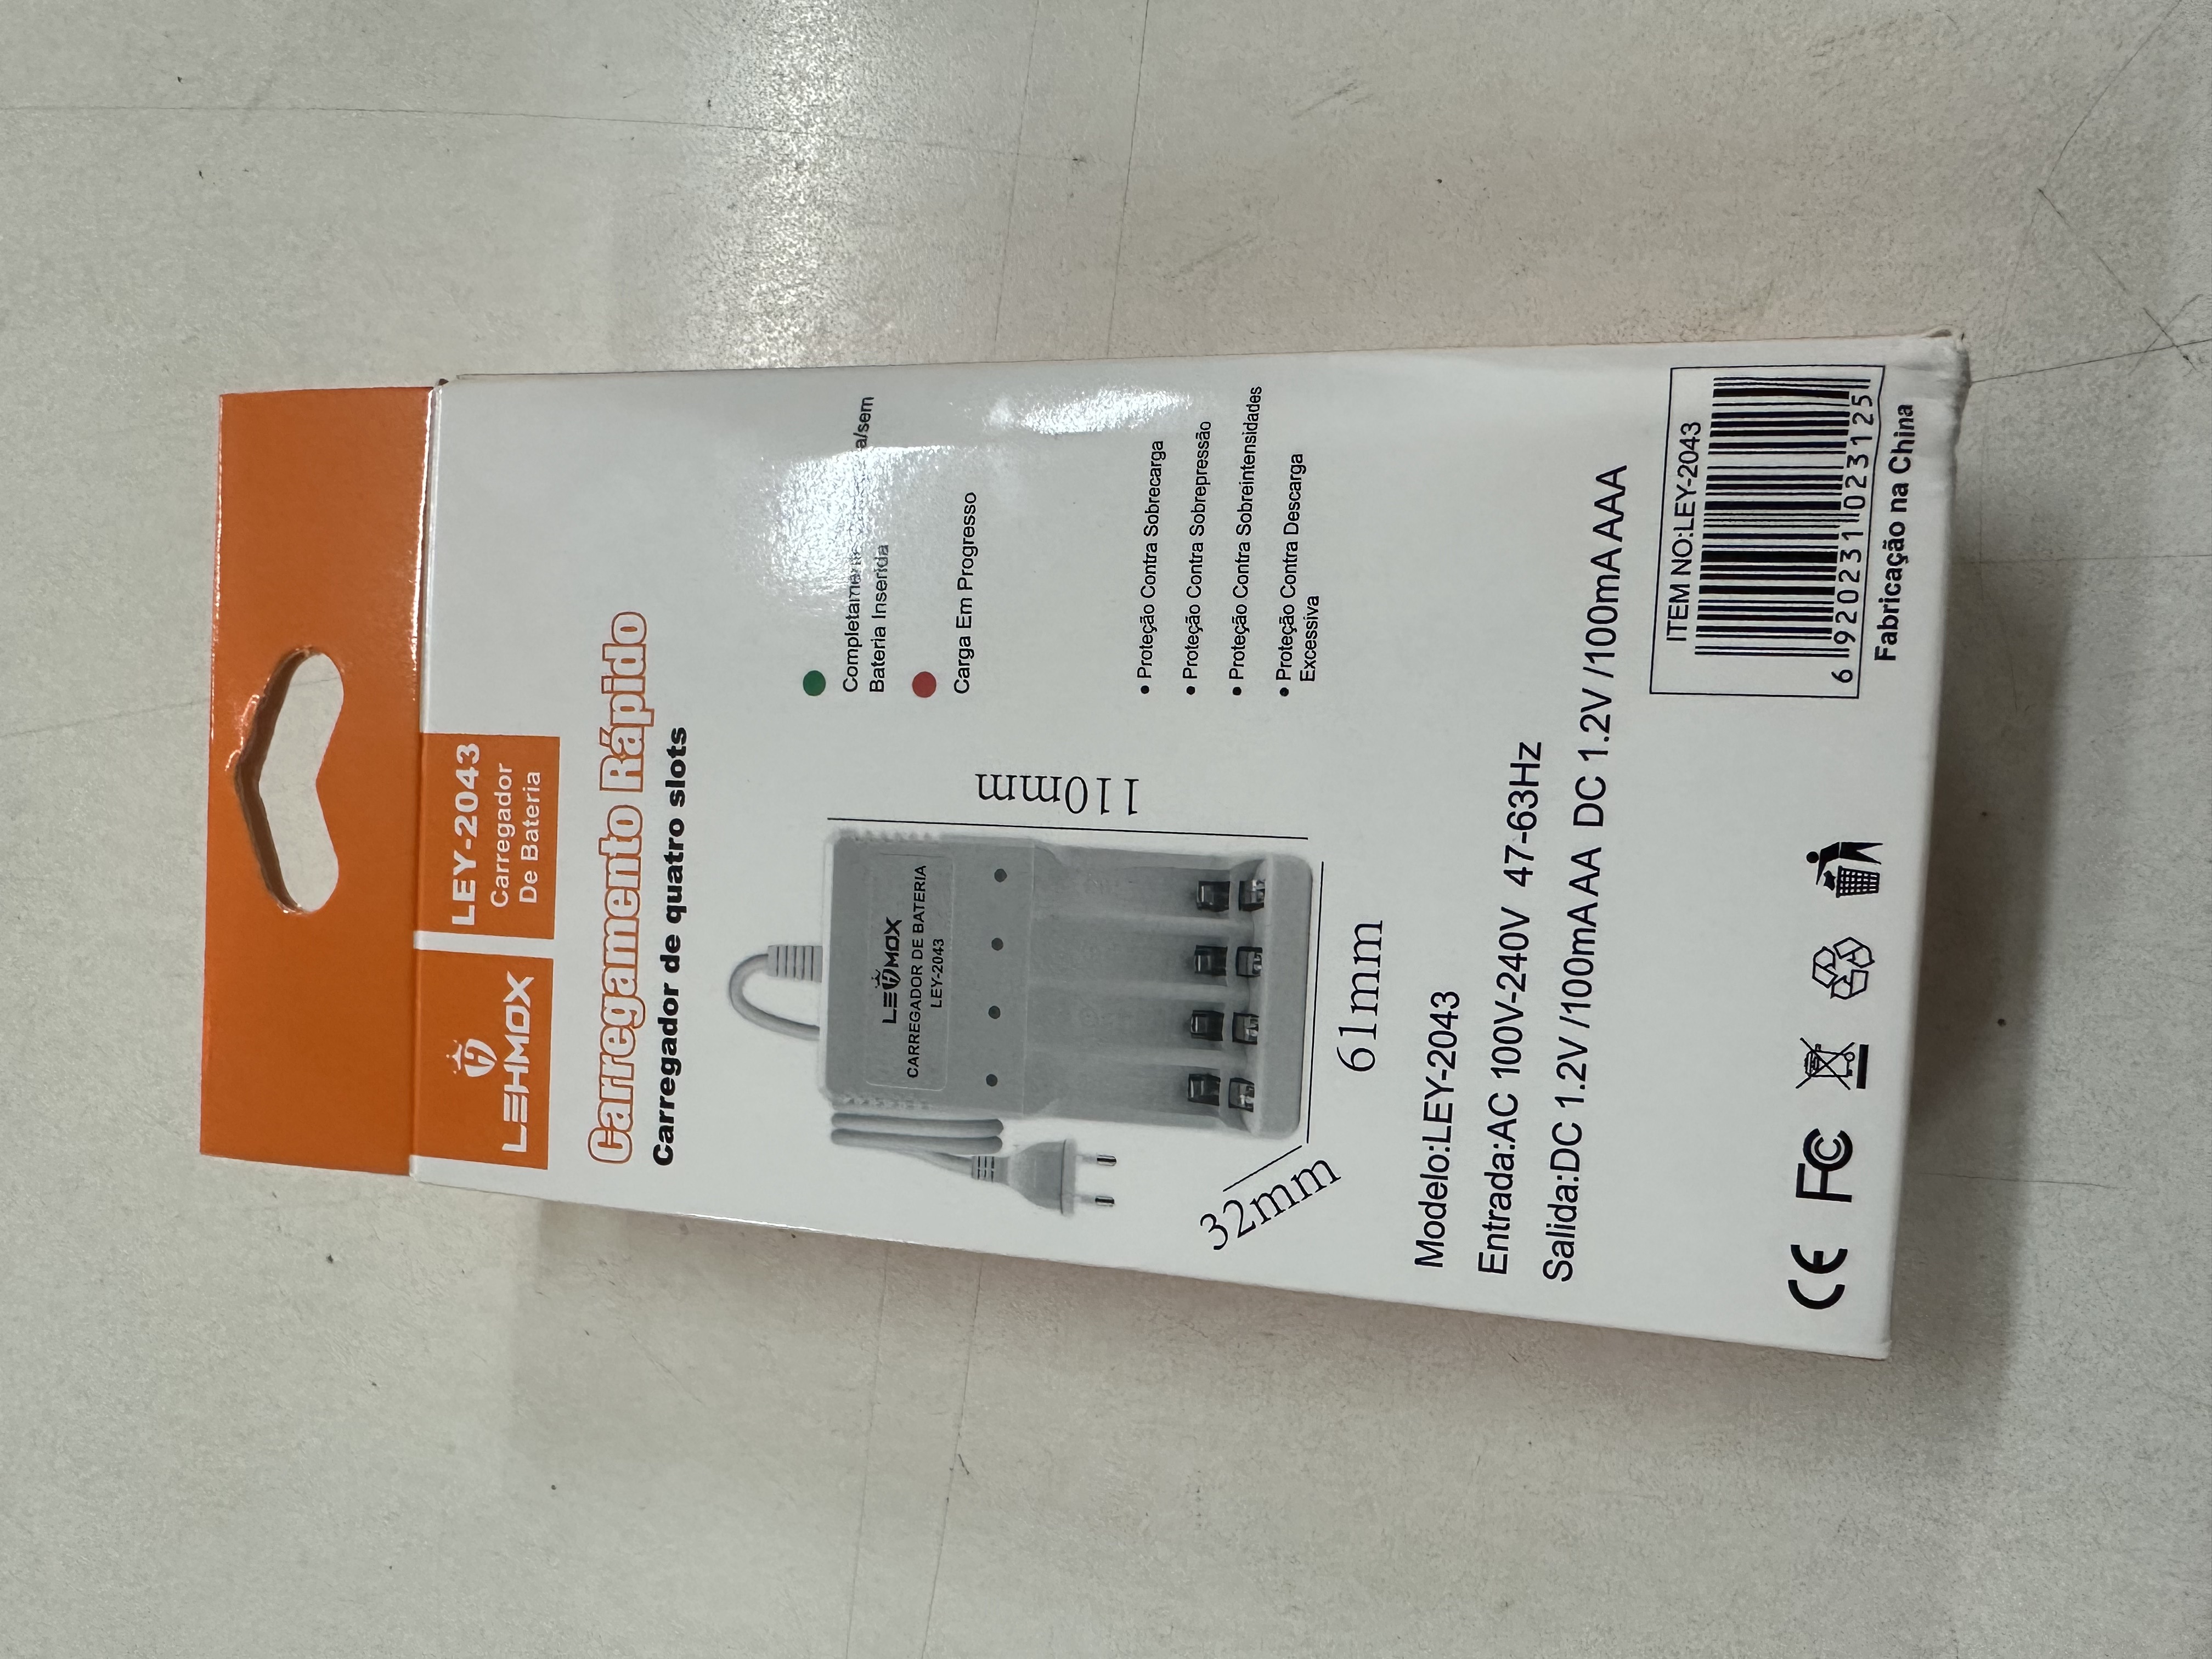 LEHMOX
LEY-2043
Carregador
De Bateria
Carregamento Rápido
Carregador de quatro slots
LEHMOX
CARREGADOR DE BATERIA
LEY-2043
110mm
61mm
32mm
a/sem
Bateria Inserida
Carga Em Progresso
• Proteção Contra Sobrecarga
• Proteção Contra Sobrepressão
• Proteção Contra Sobreintensidades
• Proteção Contra Descarga
Excessiva
Modelo:LEY-2043
Entrada:AC 100V-240V 47-63Hz
Salida:DC 1.2V /100mA AA DC 1.2V /100mA AAA
CE FC
ITEM NO:LEY-2043
6 920231 023125
Fabricação na China